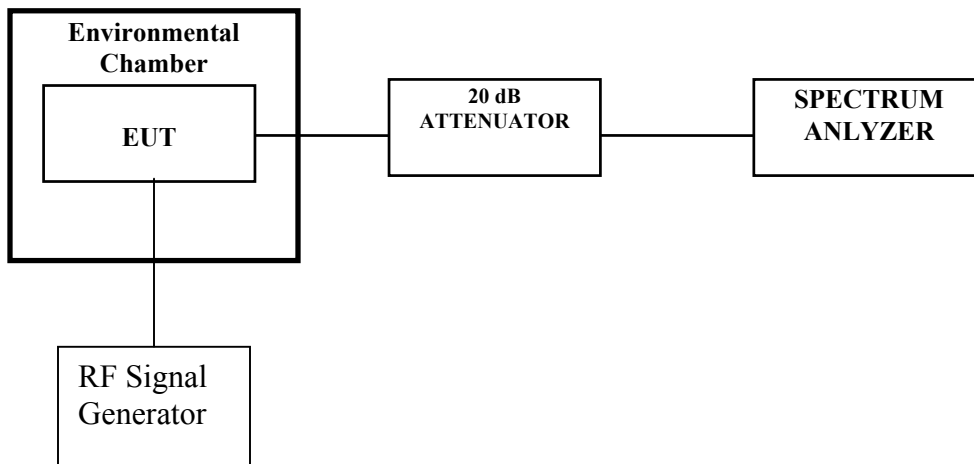 Environmental
Chamber
EUT
20 dB
ATTENUATOR
SPECTRUM
ANLYZER
RF Signal
Generator